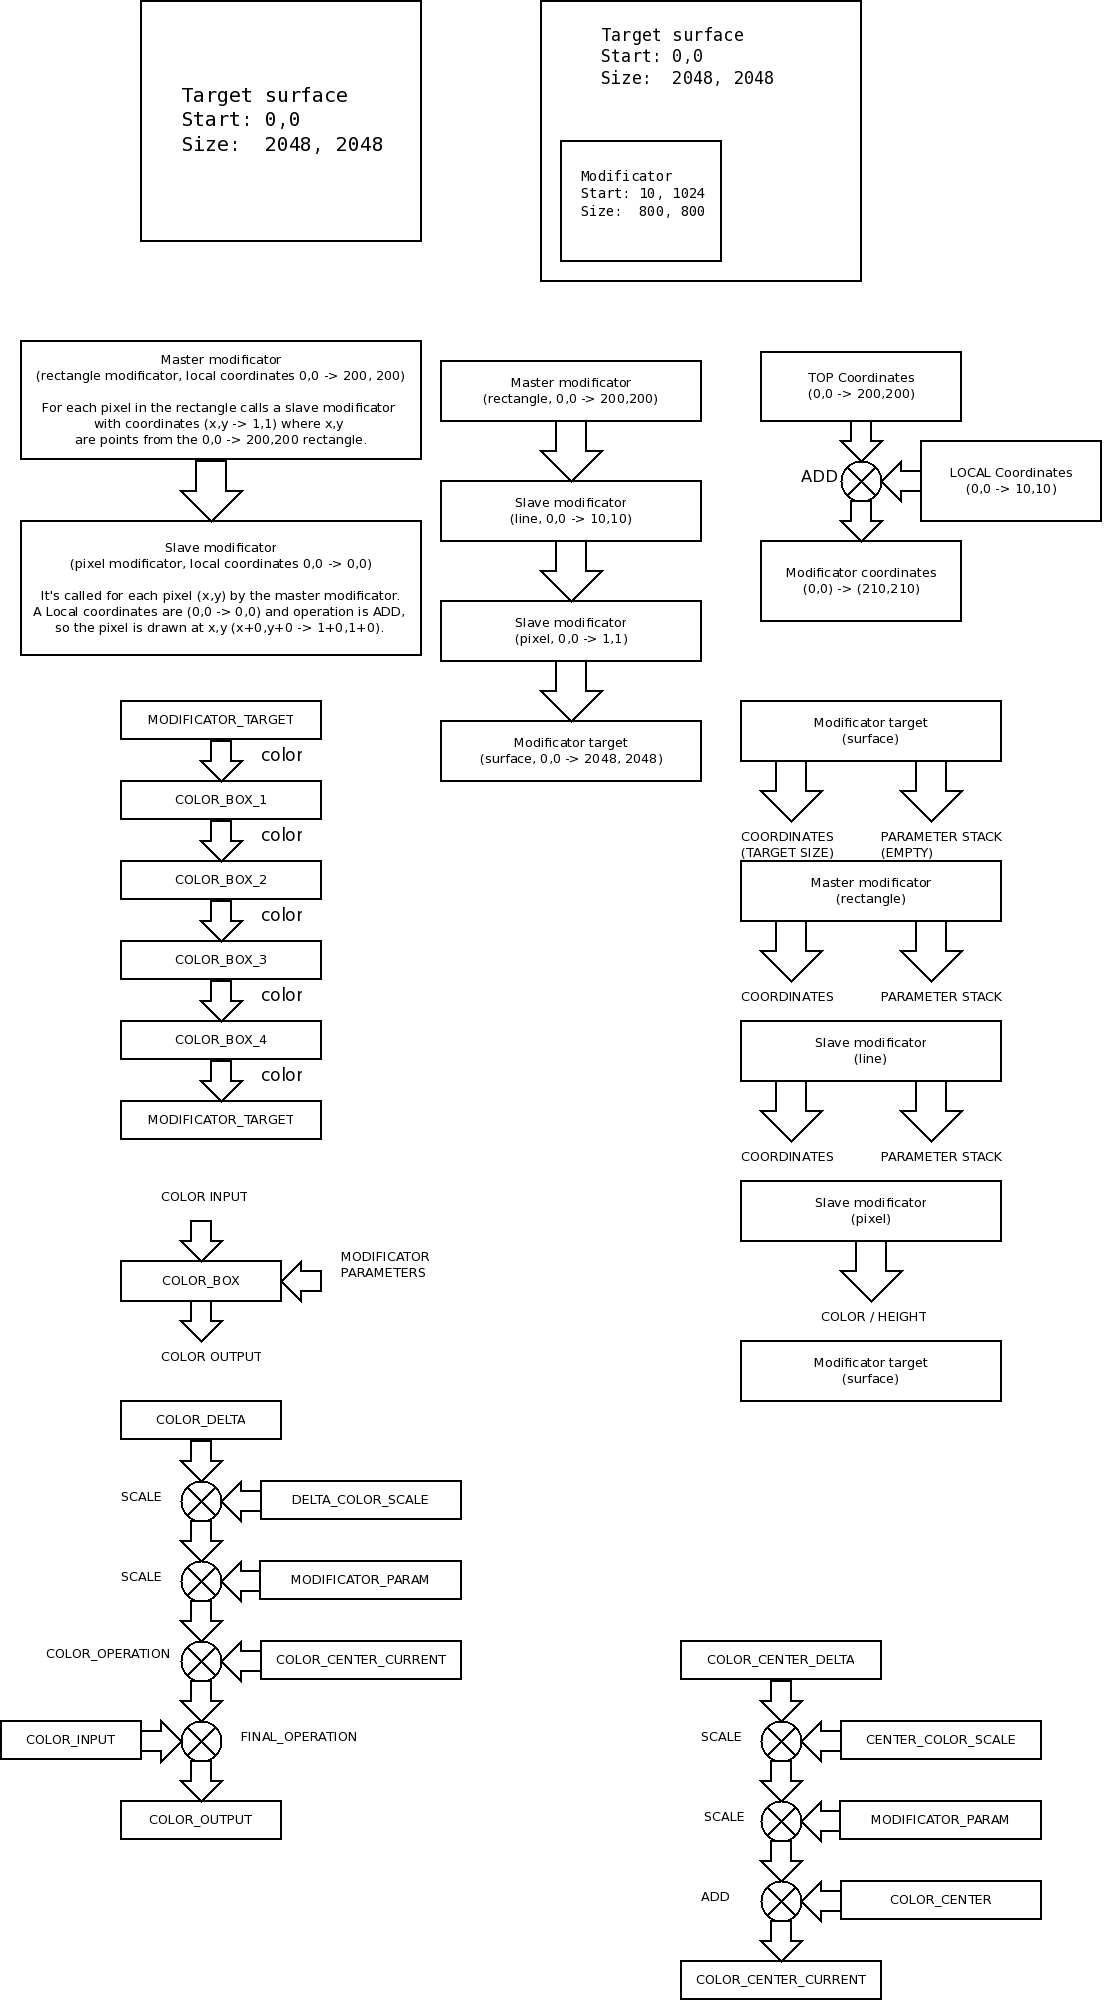 Target surface
Start: 0,0
Size:  2048, 2048
Target surface
Start: 0,0
Size:  2048, 2048
Modificator
Start: 10, 1024
Size:  800, 800
Master modificator
(rectangle modificator, local coordinates 0,0 -> 200, 200)
For each pixel in the rectangle calls a slave modificator
with coordinates (x,y -> 1,1) where x,y
are points from the 0,0 -> 200,200 rectangle.
Slave modificator
(pixel modificator, local coordinates 0,0 -> 0,0)
It's called for each pixel (x,y) by the master modificator.
A Local coordinates are (0,0 -> 0,0) and operation is ADD,
so the pixel is drawn at x,y (x+0,y+0 -> 1+0,1+0).
Master modificator
(rectangle, 0,0 -> 200,200)
Slave modificator
(line, 0,0 -> 10,10)
Slave modificator
(pixel, 0,0 -> 1,1)
Modificator target
(surface, 0,0 -> 2048, 2048)
TOP Coordinates
(0,0 -> 200,200)
ADD
LOCAL Coordinates
(0,0 -> 10,10)
Modificator coordinates
(0,0) -> (210,210)
MODIFICATOR_TARGET
color
COLOR_BOX_1
color
COLOR_BOX_2
color
COLOR_BOX_3
color
COLOR_BOX_4
color
MODIFICATOR_TARGET
Modificator target
(surface)
COORDINATES
(TARGET SIZE)
PARAMETER STACK
(EMPTY)
Master modificator
(rectangle)
COORDINATES
PARAMETER STACK
Slave modificator
(line)
COORDINATES
PARAMETER STACK
Slave modificator
(pixel)
COLOR / HEIGHT
Modificator target
(surface)
COLOR INPUT
COLOR_BOX
MODIFICATOR
PARAMETERS
COLOR OUTPUT
COLOR_DELTA
SCALE
DELTA_COLOR_SCALE
SCALE
MODIFICATOR_PARAM
COLOR_OPERATION
COLOR_CENTER_CURRENT
COLOR_INPUT
FINAL_OPERATION
COLOR_OUTPUT
COLOR_CENTER_DELTA
SCALE
CENTER_COLOR_SCALE
SCALE
MODIFICATOR_PARAM
ADD
COLOR_CENTER
COLOR_CENTER_CURRENT